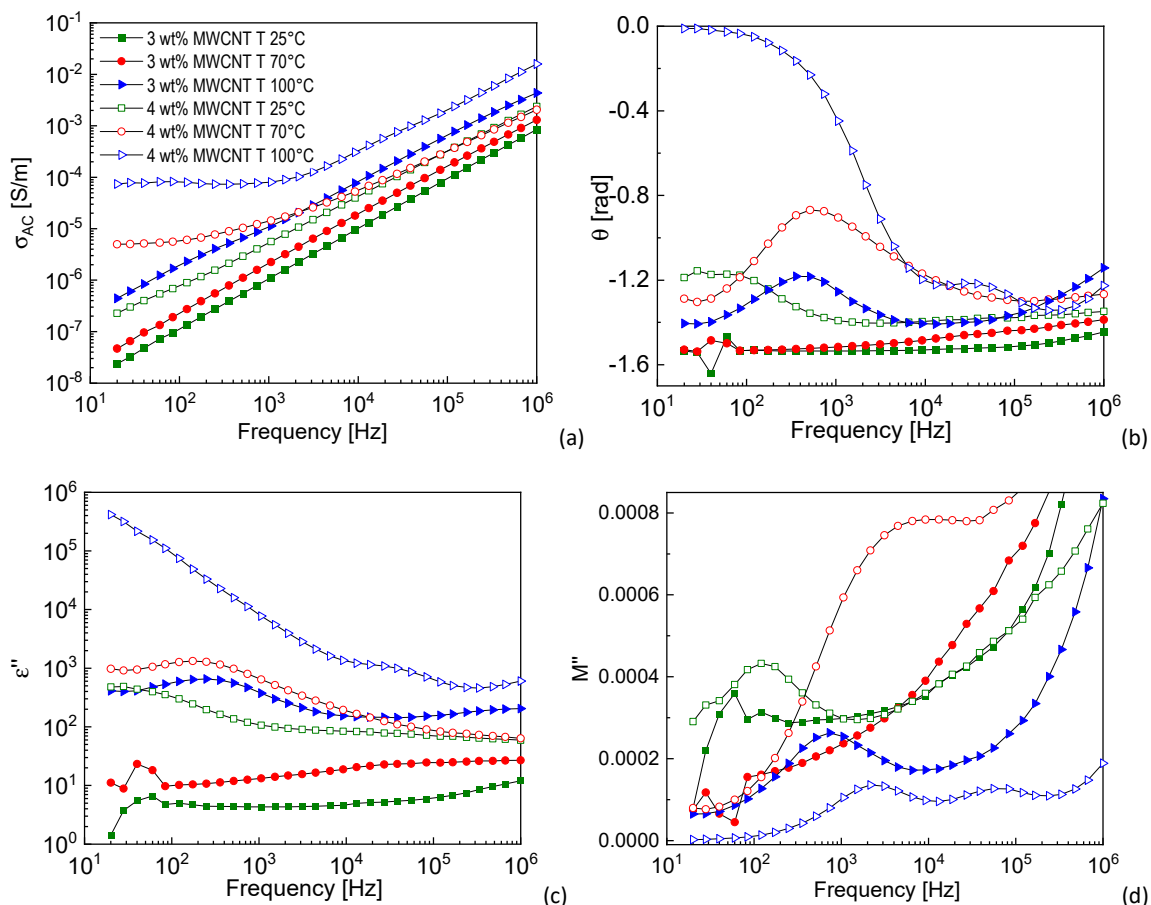 10⁻¹
10⁻²
10⁻³
10⁻⁴
10⁻⁵
10⁻⁶
10⁻⁷
10⁻⁸
σAC [S/m]
3 wt% MWCNT T 25°C
3 wt% MWCNT T 70°C
3 wt% MWCNT T 100°C
4 wt% MWCNT T 25°C
4 wt% MWCNT T 70°C
4 wt% MWCNT T 100°C
10¹ 10² 10³ 10⁴ 10⁵ 10⁶
Frequency [Hz]
(a)
0.0
-0.4
-0.8
-1.2
-1.6
θ [rad]
10¹ 10² 10³ 10⁴ 10⁵ 10⁶
Frequency [Hz]
(b)
10⁶
10⁵
10⁴
10³
10²
10¹
10⁰
ε''
10¹ 10² 10³ 10⁴ 10⁵ 10⁶
Frequency [Hz]
(c)
0.0008
0.0006
0.0004
0.0002
0.0000
M''
10¹ 10² 10³ 10⁴ 10⁵ 10⁶
Frequency [Hz]
(d)